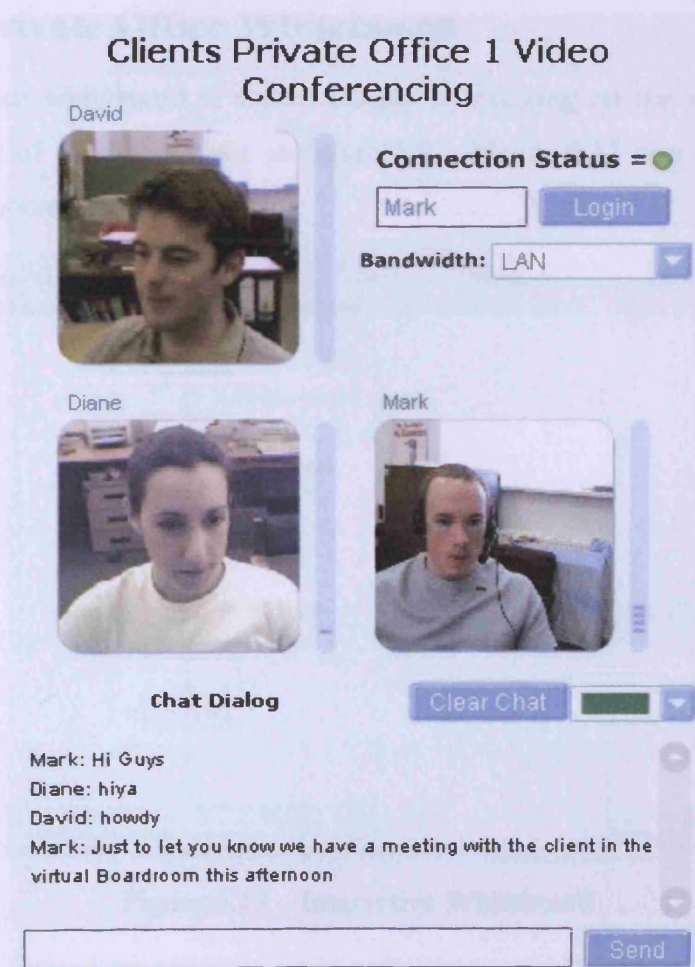 Clients Private Office 1 Video
Conferencing
David
Connection Status =
Mark
Login
Bandwidth: LAN
Diane
Mark
Chat Dialog
Clear Chat
Mark: Hi Guys
Diane: hiya
David: howdy
Mark: Just to let you know we have a meeting with the client in the
virtual Boardroom this afternoon
Send